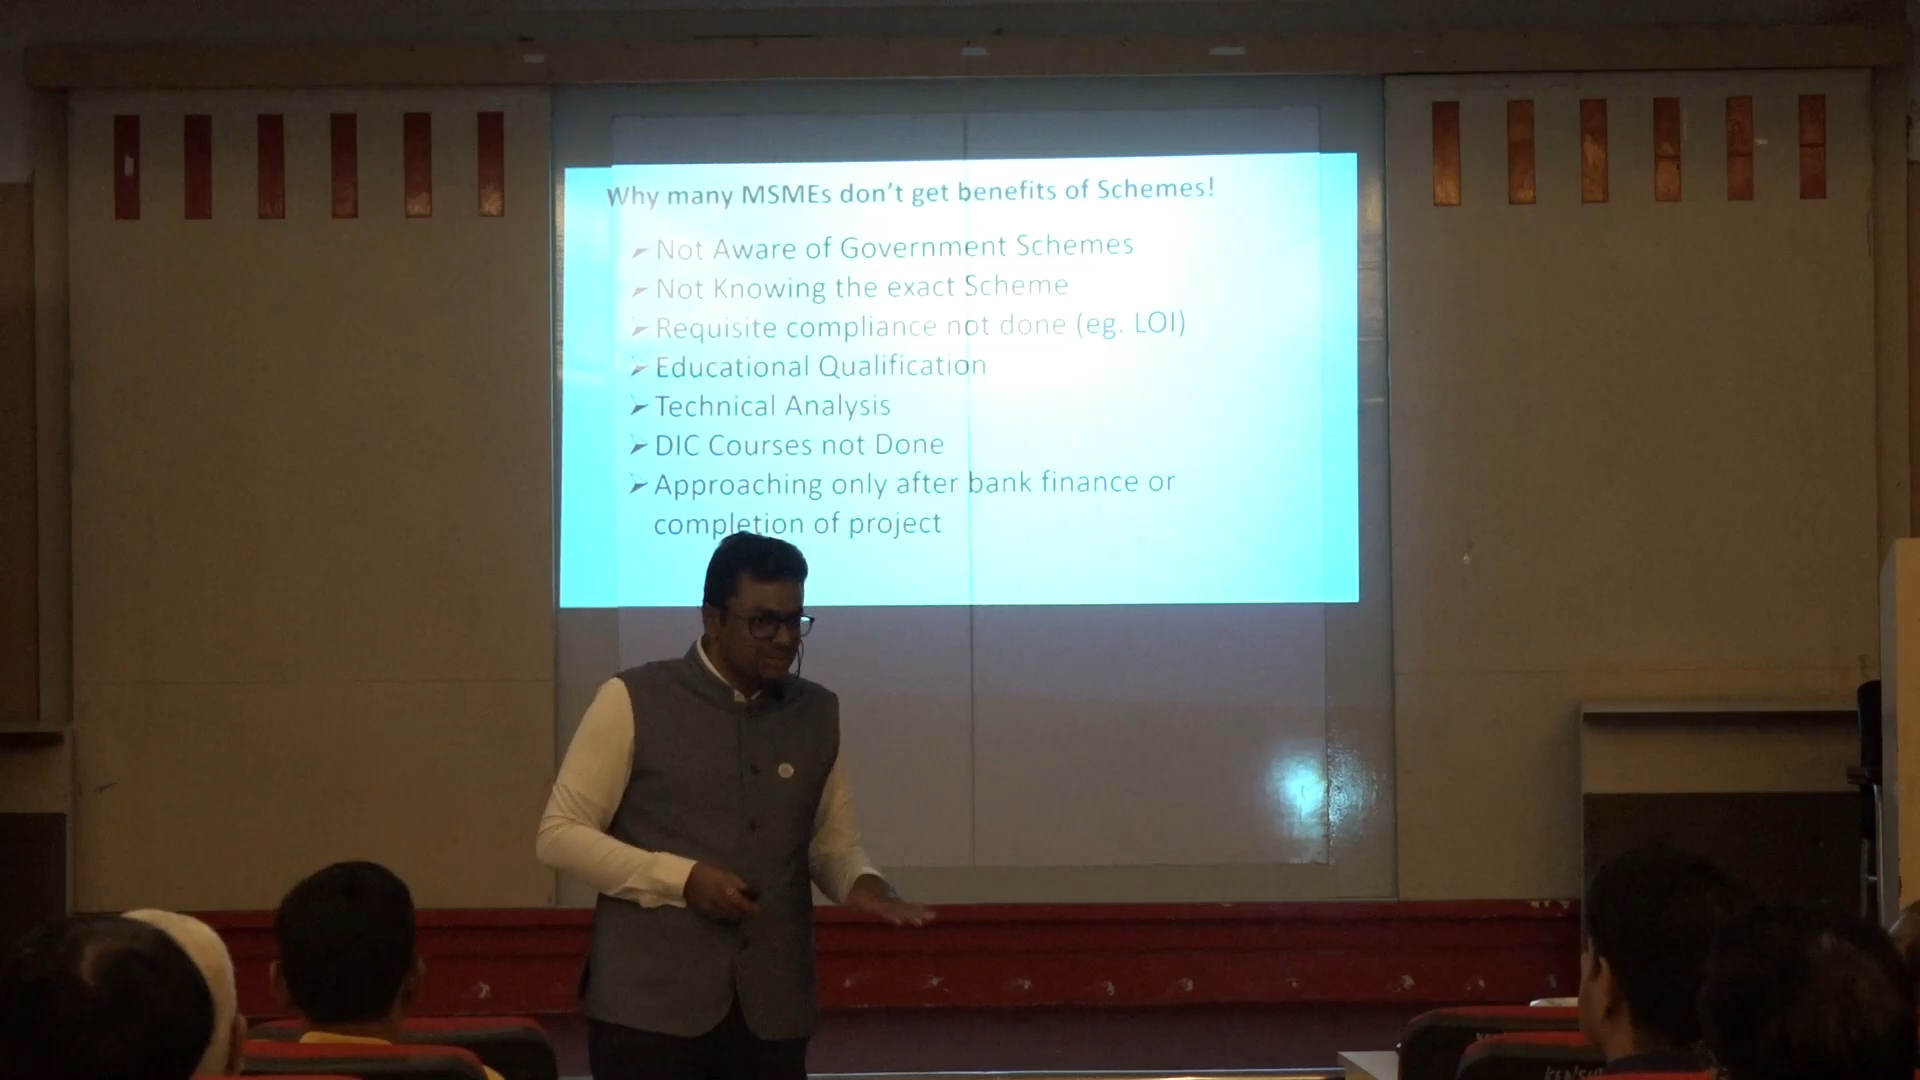 Why many MSMEs don't get benefits of Schemes!
➢ Not Aware of Government Schemes
➢ Not Knowing the exact Scheme
➢ Requisite compliance not done (eg. LOI)
➢ Educational Qualification
➢ Technical Analysis
➢ DIC Courses not Done
➢ Approaching only after bank finance or
completion of project